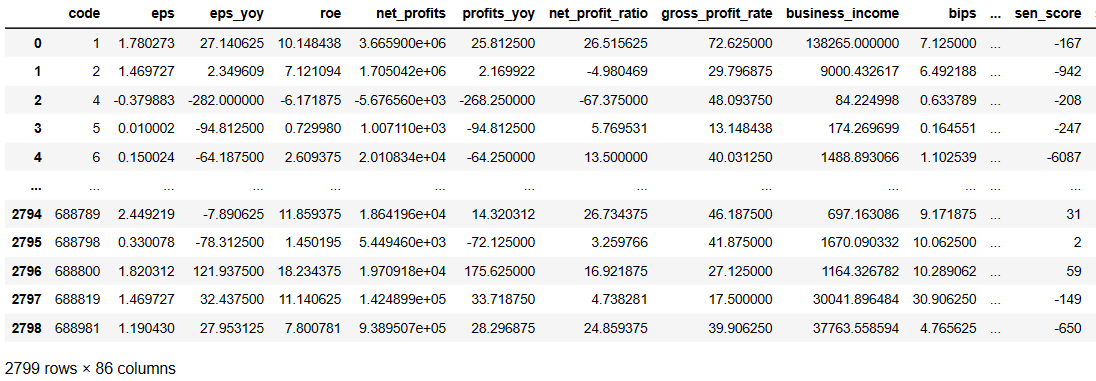 code eps eps_yoy roe net_profits profits_yoy net_profit_ratio gross_profit_rate business_income bips ... sen_score
0 1 1.780273 27.140625 10.148438 3.665900e+06 25.812500 26.515625 72.625000 138265.000000 7.125000 ... -167
1 2 1.469727 2.349609 7.121094 1.705042e+06 2.169922 -4.980469 29.796875 9000.432617 6.492188 ... -942
2 4 -0.379883 -282.000000 -6.171875 -5.676560e+03 -268.250000 -67.375000 48.093750 84.224998 0.633789 ... -208
3 5 0.010002 -94.812500 0.729980 1.007110e+03 -94.812500 5.769531 13.148438 174.269699 0.164551 ... -247
4 6 0.150024 -64.187500 2.609375 2.010834e+04 -64.250000 13.500000 40.031250 1488.893066 1.102539 ... -6087
... ... ... ... ... ... ... ... ... ... ... ... ...
2794 688789 2.449219 -7.890625 11.859375 1.864196e+04 14.320312 26.734375 46.187500 697.163086 9.171875 ... 31
2795 688798 0.330078 -78.312500 1.450195 5.449460e+03 -72.125000 3.259766 41.875000 1670.090332 10.062500 ... 2
2796 688800 1.820312 121.937500 18.234375 1.970918e+04 175.625000 16.921875 27.125000 1164.326782 10.289062 ... 59
2797 688819 1.469727 32.437500 11.140625 1.424899e+05 33.718750 4.738281 17.500000 30041.896484 30.906250 ... -149
2798 688981 1.190430 27.953125 7.800781 9.389507e+05 28.296875 24.859375 39.906250 37763.558594 4.765625 ... -650
2799 rows × 86 columns